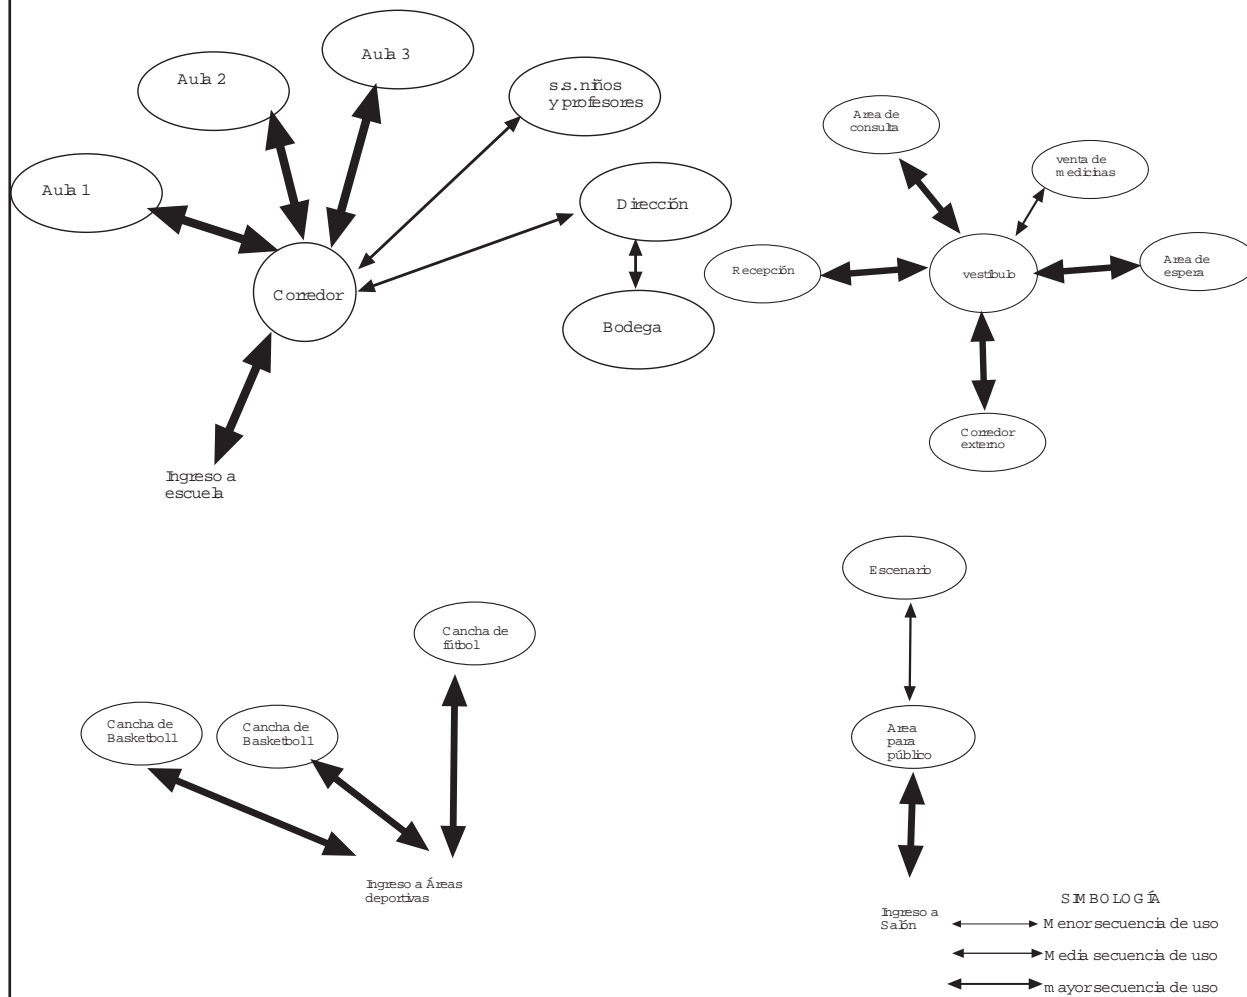 Aula 3
Aula 2
s.s. niños
y profesores
Aula 1
Dirección
Corredor
Bodega
Ingreso a
escuela
Area de
consulta
venta de
medicinas
Recepción
vestíbulo
Area de
espera
Corredor
externo
Cancha de
fútbol
Cancha de
Basketbol1
Cancha de
Basketbol1
Ingreso a Áreas
deportivas
Escenario
Area
para
público
Ingreso a
Salón
SIMBOLOGÍA
Menor secuencia de uso
Media secuencia de uso
mayor secuencia de uso